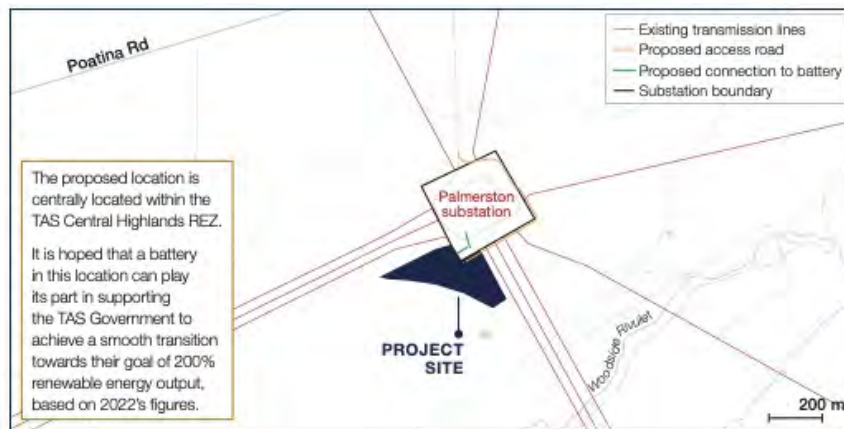 Poatina Rd
Existing transmission lines
Proposed access road
Proposed connection to battery
Substation boundary
The proposed location is
centrally located within the
TAS Central Highlands REZ.
It is hoped that a battery
in this location can play
its part in supporting
the TAS Government to
achieve a smooth transition
towards their goal of 200%
renewable energy output,
based on 2022's figures.
Palmerston
substation
PROJECT
SITE
Woodside Rivulet
200 m